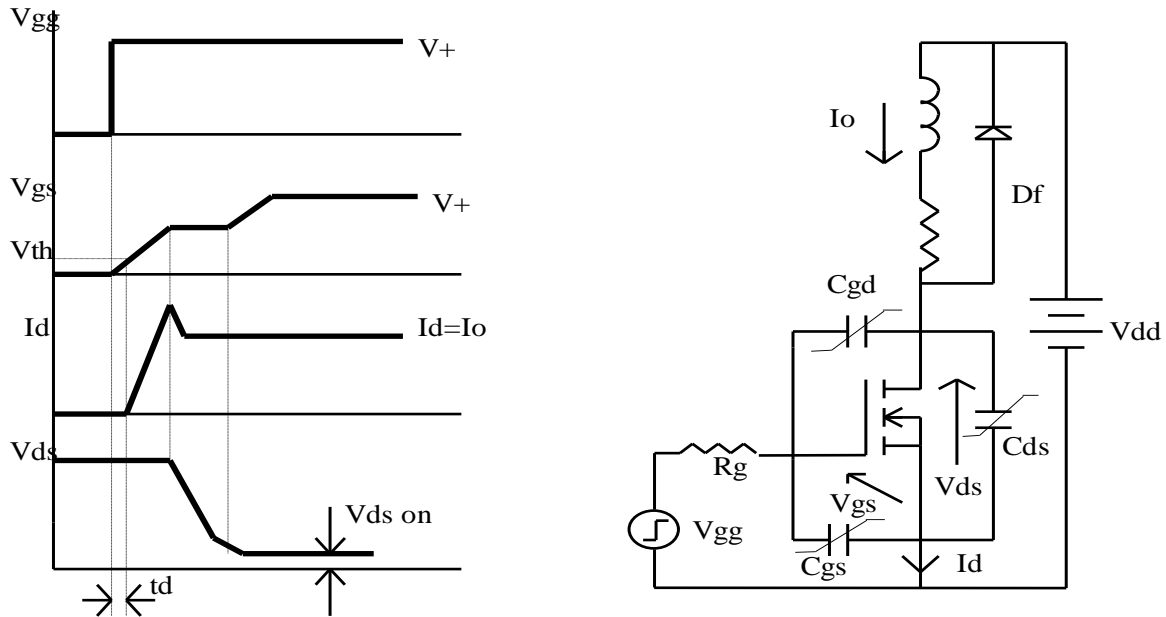 Vgg
V+
Vgs
V+
Vth
Id
Id=Io
Vds
Vds on
td
Io
Df
Cgd
Vdd
Cds
Rg
Vds
Vgs
Vgg
Cgs
Id